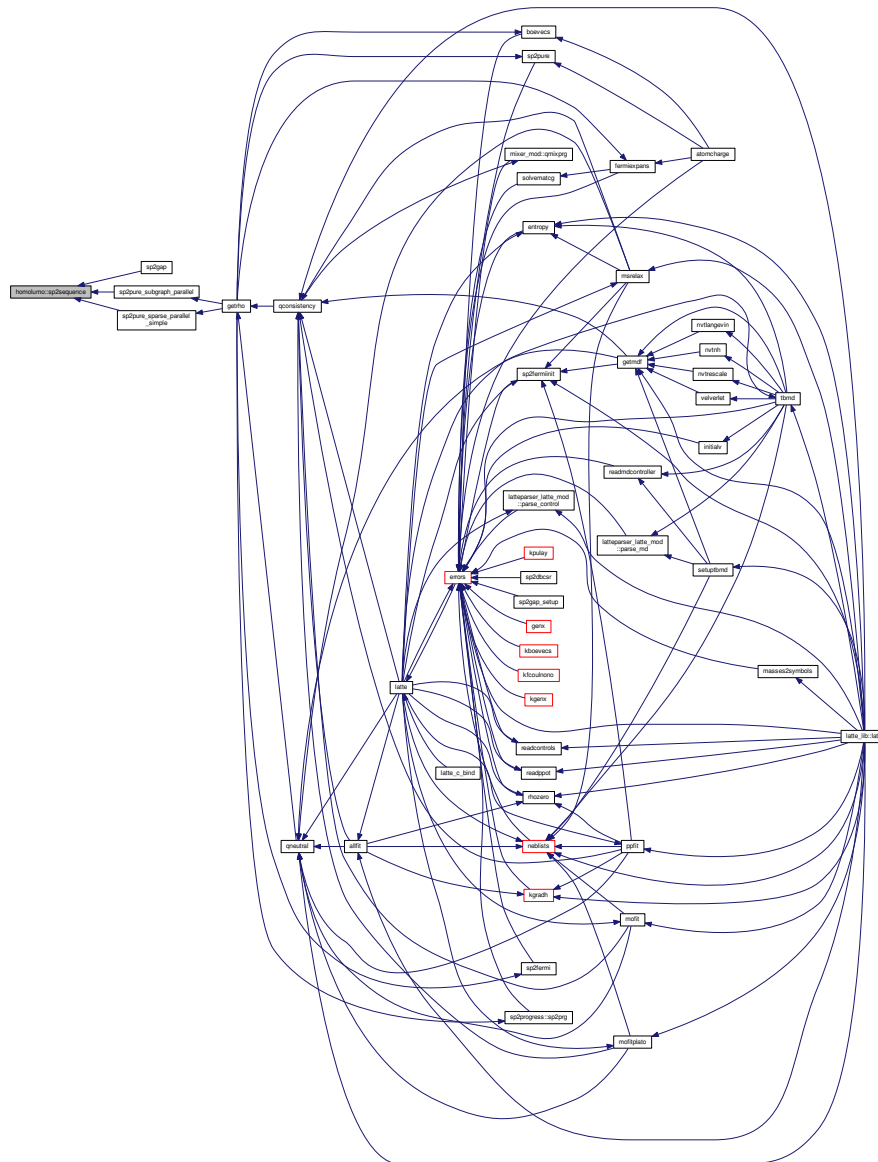 boevecs
sp2pure
mixer_mod::qmixprg
fermiexpans
atomcharge
solvematcg
entropy
sp2gap
msrelax
homolumo::sp2sequence
sp2pure_subgraph_parallel
getrho
qconsistency
sp2pure_sparse_parallel
_simple
nvtlangevin
nvtnh
getmdf
sp2fermiinit
nvtrescale
velverlet
tbmd
initialv
readmdcontroller
latteparser_latte_mod
::parse_control
latteparser_latte_mod
::parse_md
kpulay
errors
sp2dbcsr
setuptbmd
sp2gap_setup
genx
kboevecs
kfcoulnono
masses2symbols
latte
kgenx
latte_lib::lat
readcontrols
latte_c_bind
readppot
rhozero
qneutral
allfit
neblists
ppfit
kgradh
mofit
sp2fermi
sp2progress::sp2prg
mofitplato